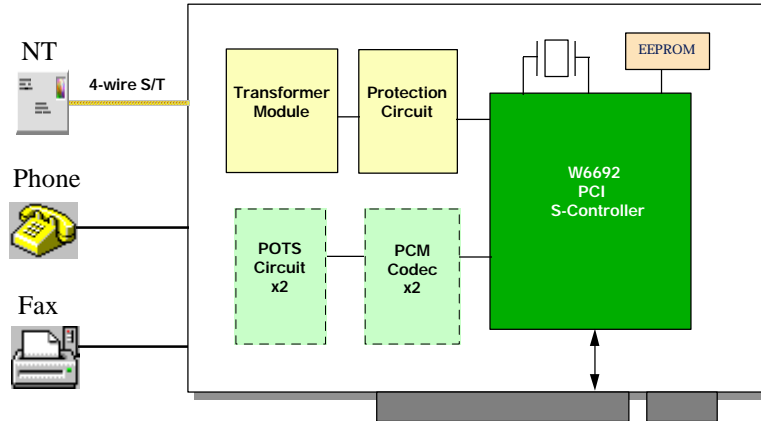 NT
4-wire S/T
Transformer
Module
Protection
Circuit
EEPROM
W6692
PCI
S-Controller
Phone
POTS
Circuit
x2
PCM
Codec
x2
Fax